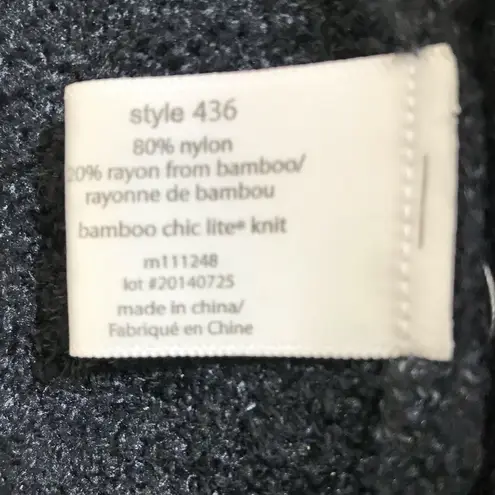 style 436
80% nylon
20% rayon from bamboo/
rayonne de bambou
bamboo chic lite® knit
m111248
lot #20140725
made in china/
Fabriqué en Chine